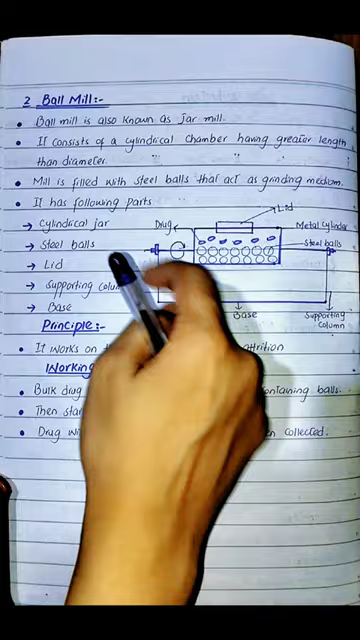 2 Ball Mill:-
• Ball mill is also known as jar mill.
• It consists of a cylindrical chamber having greater length
than diameter.
• Mill is filled with steel balls that act as grinding medium.
• It has following parts
→ Cylindrical jar
→ Steel balls
→ Lid
→ Supporting
→ Base
Lid
Drug
Metal Cylinder
Steel balls
Base
Supporting
Column
Principle:-
• It works on attrition
Working
• Bulk drug containing balls.
• Then
• Drug collected.